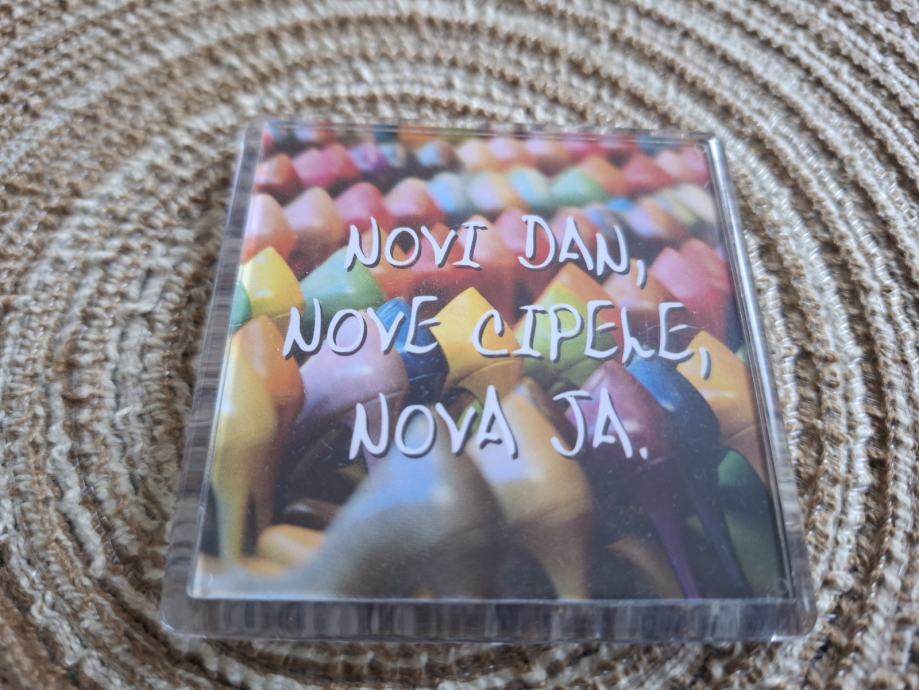 NOVI DAN,
NOVE CIPELE,
NOVA JA.